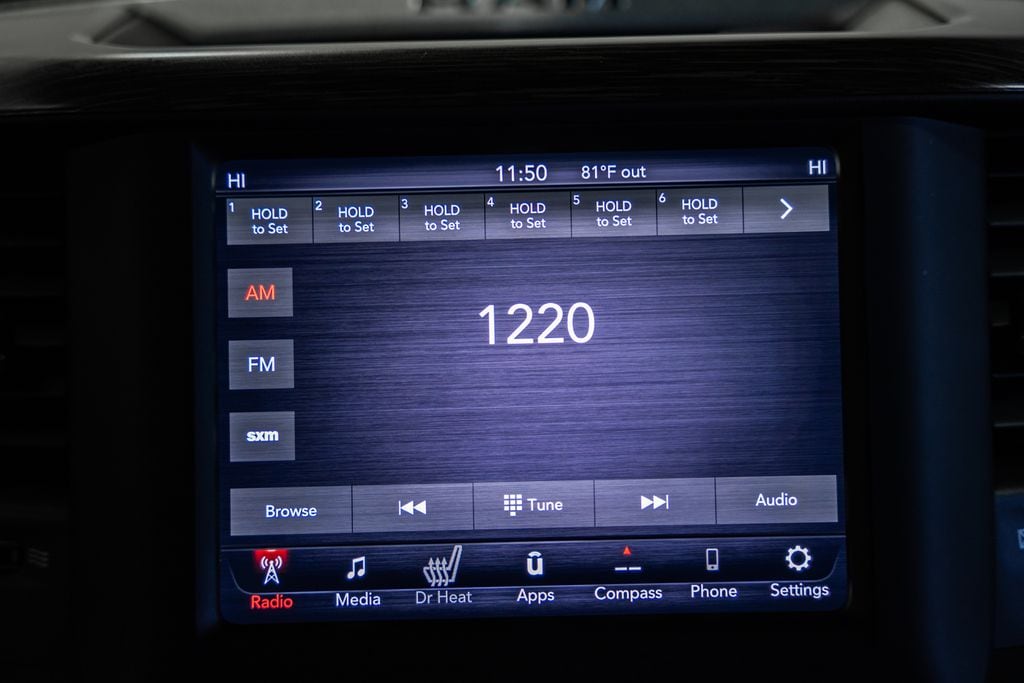 HI 11:50 81°F out HI
1 HOLD to Set 2 HOLD to Set 3 HOLD to Set 4 HOLD to Set 5 HOLD to Set 6 HOLD to Set
AM
1220
FM
sxm
Browse Tune Audio
Radio Media Dr Heat Apps Compass Phone Settings